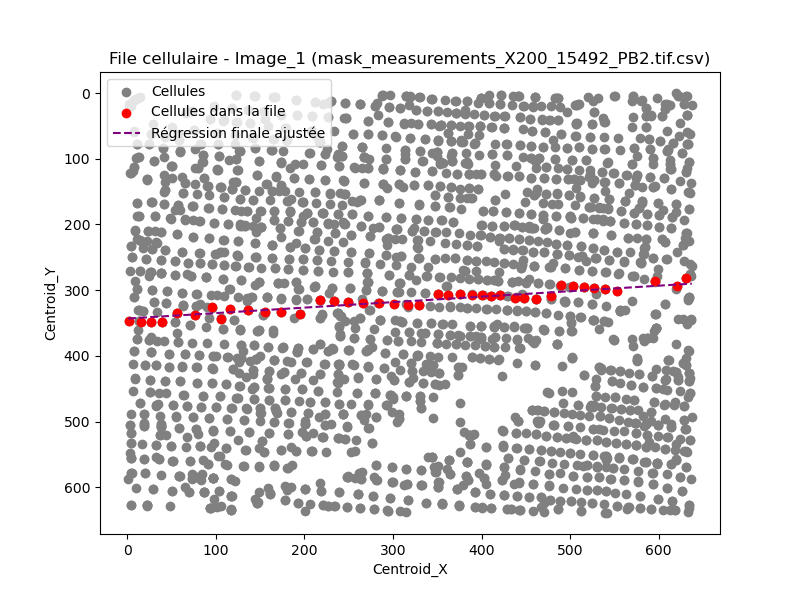 File cellulaire - Image_1 (mask_measurements_X200_15492_PB2.tif.csv)
Cellules
Cellules dans la file
Régression finale ajustée
0
100
200
300
400
500
600
Centroid_Y
0 100 200 300 400 500 600
Centroid_X